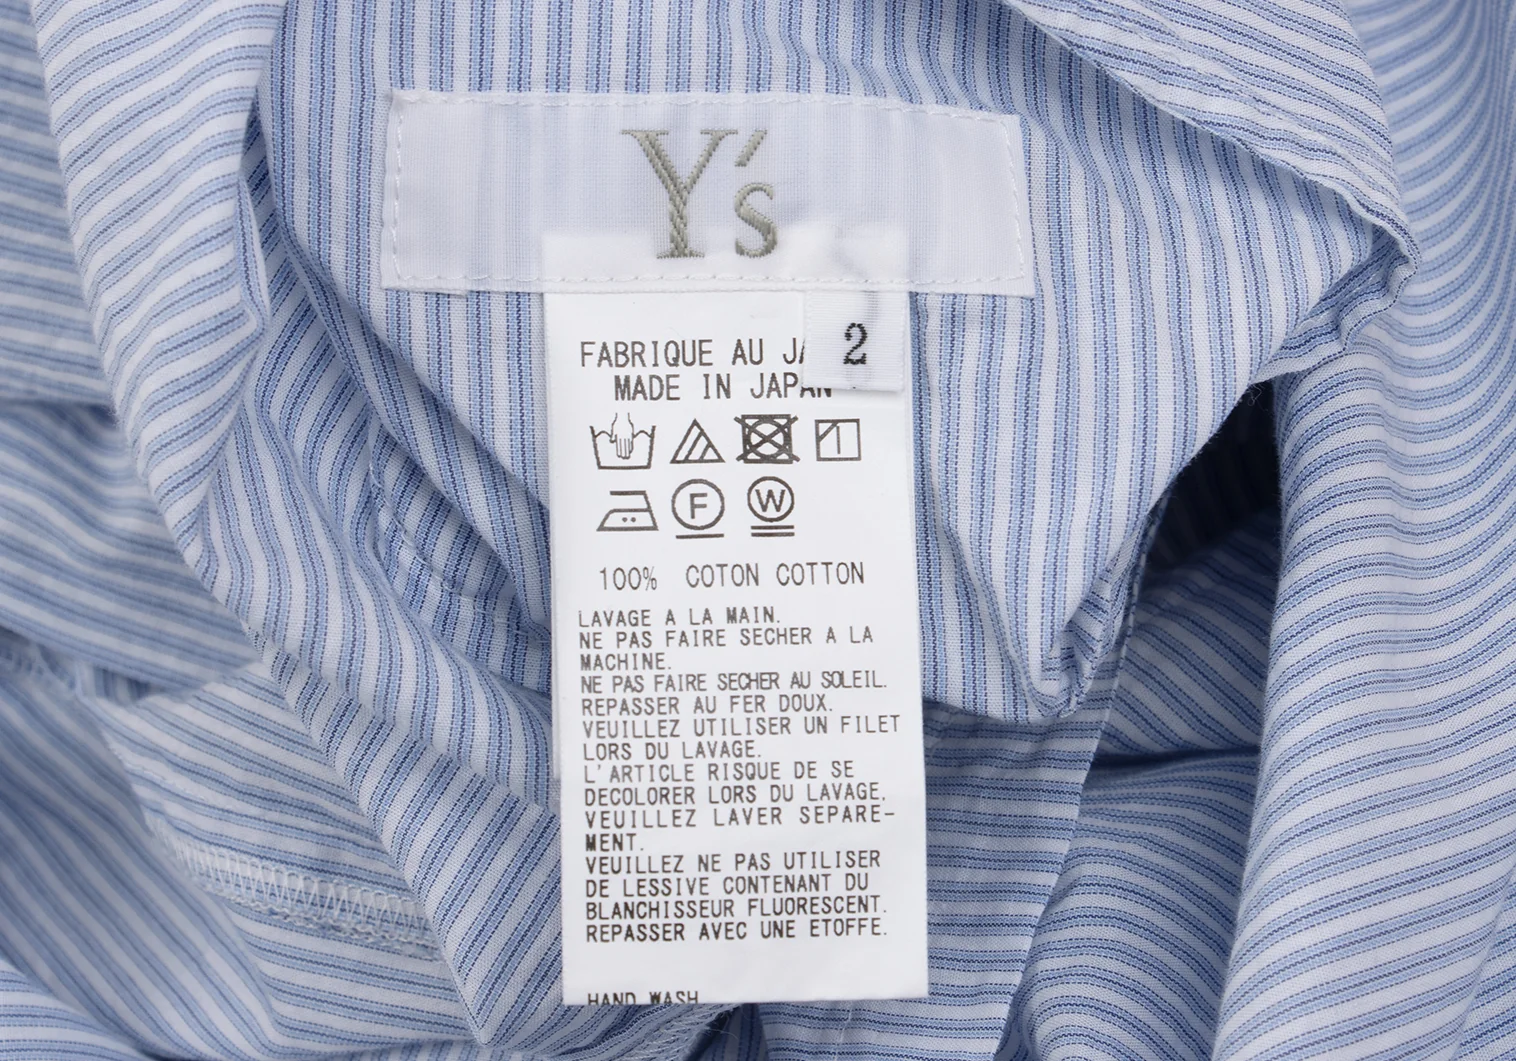 Y's
2
FABRIQUE AU
MADE IN JAPAN
F W
100% COTON COTTON
LAVAGE A LA MAIN.
NE PAS FAIRE SECHER A LA
MACHINE.
NE PAS FAIRE SECHER AU SOLEIL.
REPASSER AU FER DOUX.
VEUILLEZ UTILISER UN FILET
LORS DU LAVAGE.
L'ARTICLE RISQUE DE SE
DECOLORER LORS DU LAVAGE.
VEUILLEZ LAVER SEPARE-
MENT.
VEUILLEZ NE PAS UTILISER
DE LESSIVE CONTENANT DU
BLANCHISSEUR FLUORESCENT.
REPASSER AVEC UNE ETOFFE.
HAND WASH